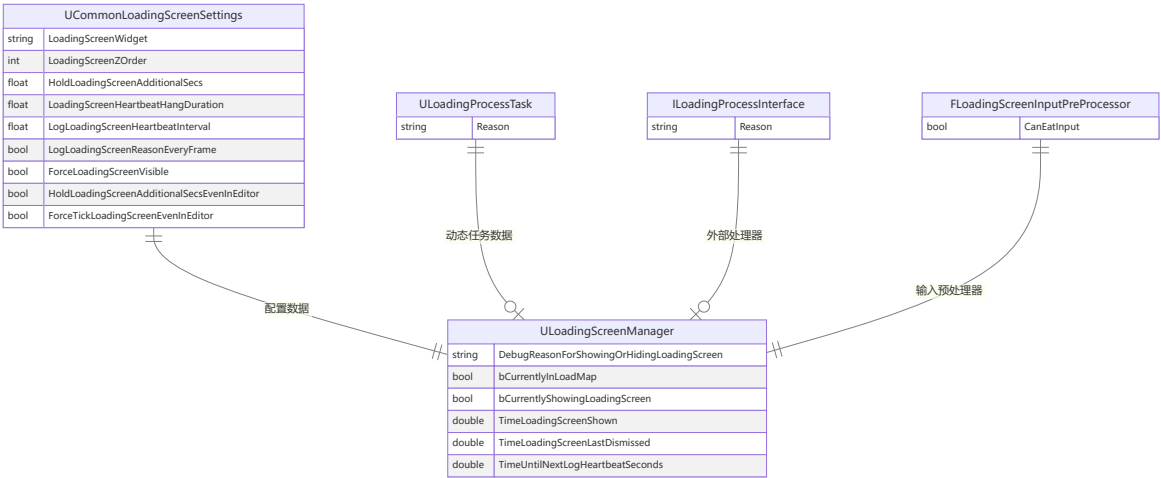 UCommonLoadingScreenSettings
string LoadingScreenWidget
int LoadingScreenZOrder
float HoldLoadingScreenAdditionalSecs
float LoadingScreenHeartbeatHangDuration
float LogLoadingScreenHeartbeatInterval
bool LogLoadingScreenReasonEveryFrame
bool ForceLoadingScreenVisible
bool HoldLoadingScreenAdditionalSecsEvenInEditor
bool ForceTickLoadingScreenEvenInEditor
ULoadingProcessTask
string Reason
ILoadingProcessInterface
string Reason
FLoadingScreenInputPreProcessor
bool CanEatInput
动态任务数据
外部处理器
输入预处理器
配置数据
ULoadingScreenManager
string DebugReasonForShowingOrHidingLoadingScreen
bool bCurrentlyInLoadMap
bool bCurrentlyShowingLoadingScreen
double TimeLoadingScreenShown
double TimeLoadingScreenLastDismissed
double TimeUntilNextLogHeartbeatSeconds